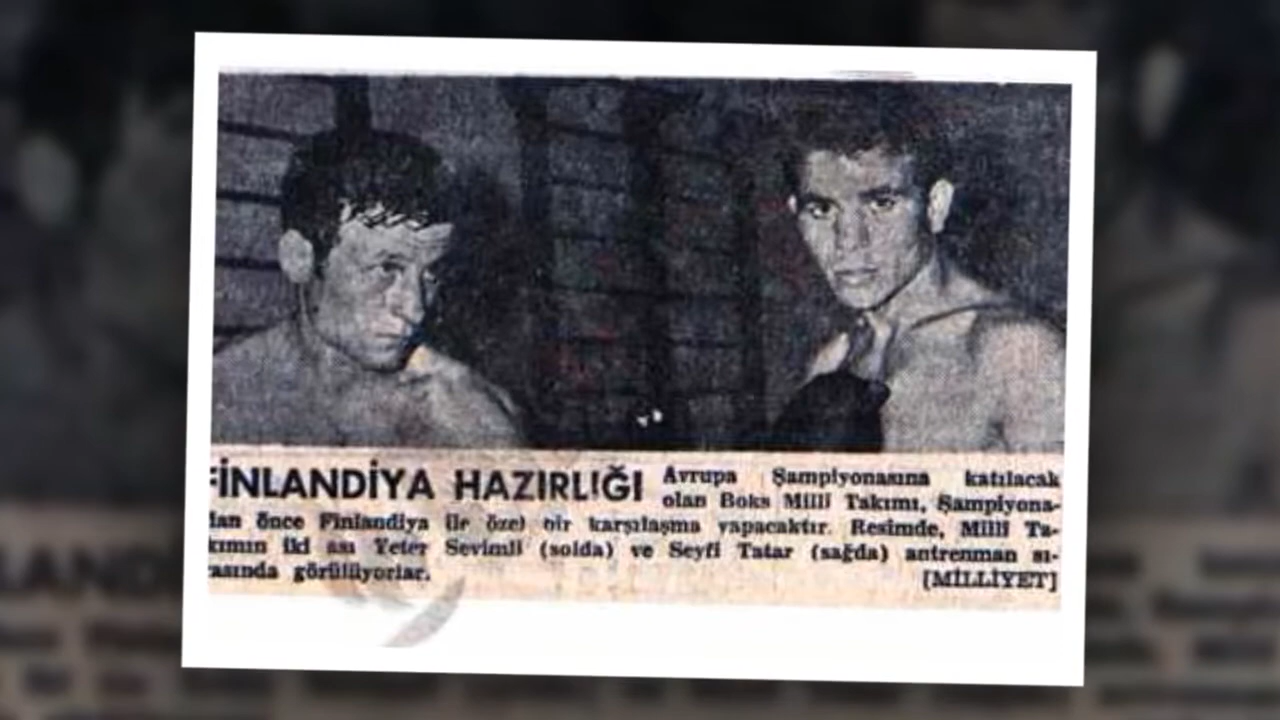 FİNLANDİYA HAZIRLIĞI Avrupa Şampiyonasına katılacak
olan Boks Milli Takımı, Şampiyona-
dan önce Finlandiya ile özel bir karşılaşma yapacaktır. Resimde, Milli Ta-
kımın iki ası Yeter Sevimli (solda) ve Seyfi Tatar (sağda) antrenman sı-
rasında görülüyorlar. [MİLLİYET]